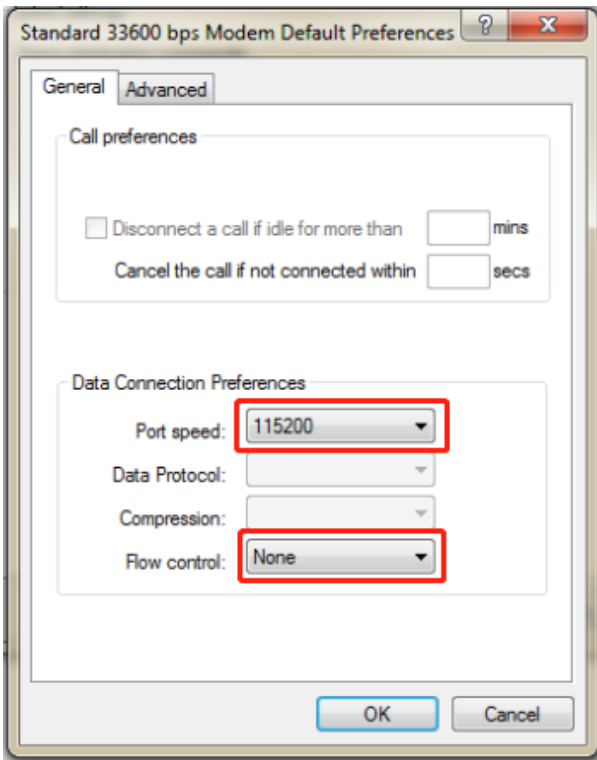 Standard 33600 bps Modem Default Preferences
General
Advanced
Call preferences
Disconnect a call if idle for more than mins
Cancel the call if not connected within secs
Data Connection Preferences
Port speed: 115200
Data Protocol:
Compression:
Flow control: None
OK
Cancel